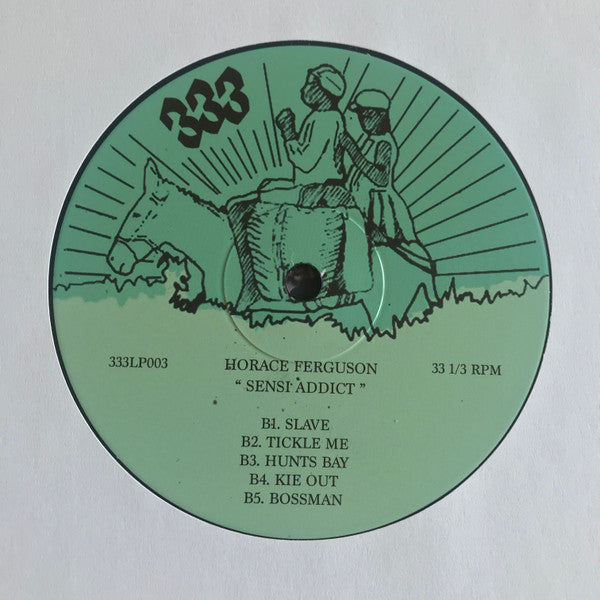 333
333LP003 HORACE FERGUSON 33 1/3 RPM
“ SENSI ADDICT ”
B1. SLAVE
B2. TICKLE ME
B3. HUNTS BAY
B4. KIE OUT
B5. BOSSMAN